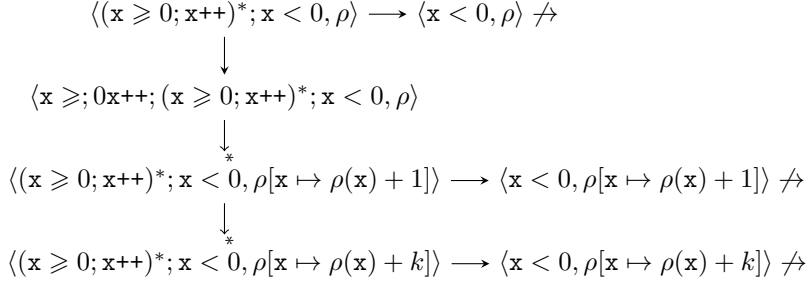 ⟨(x ⩾ 0; x++)*; x < 0, ρ⟩ ⟶ ⟨x < 0, ρ⟩ ↛
↓
⟨x ⩾; 0x++; (x ⩾ 0; x++)*; x < 0, ρ⟩
↓*
⟨(x ⩾ 0; x++)*; x < 0, ρ[x ↦ ρ(x) + 1]⟩ ⟶ ⟨x < 0, ρ[x ↦ ρ(x) + 1]⟩ ↛
↓*
⟨(x ⩾ 0; x++)*; x < 0, ρ[x ↦ ρ(x) + k]⟩ ⟶ ⟨x < 0, ρ[x ↦ ρ(x) + k]⟩ ↛